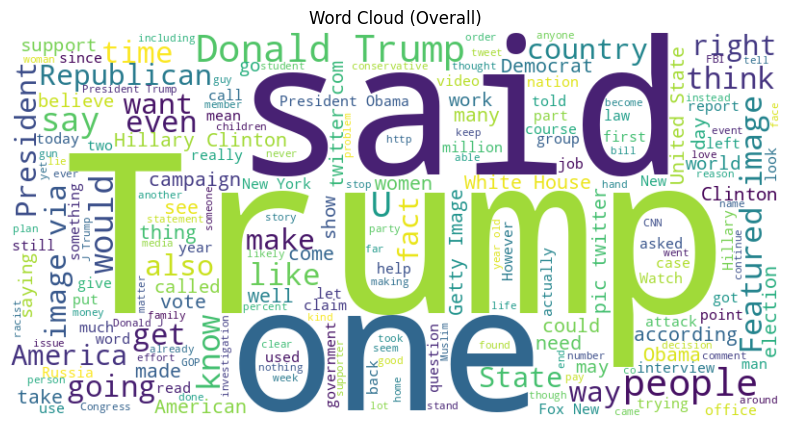 Word Cloud (Overall)
said
Trump
one
Donald Trump
Republican
time
support
including
since
woman
President Trump
guy
member
go
student
conservative
thought
tweet
order
anyone
FBI
tell
country
Democrat
nation
right
think
want
even
say
believe
call
mean
children
President Obama
video
work
many
told
part
course
group
million
able
law
first
become
bill
instead
report
event
face
day
left
love
world
reason
look
United State
President
today
two
gun
lie
yet
ever
Hillary Clinton
really
never
problem
http
keep
twitter com
job
hand
New
image via
would
campaign
another
statement
see
thing
New York
stop
women
White House
Clinton
name
Featured image
something
someone
story
show
U
party
fact
Getty Image
year old
However
CNN
asked
went
case
Watch
Hillary
continue
pic twitter
still
J Trump
media
year
likely
make
come
far
help
making
actually
saying
plan
racist
give
called
also
like
know
put
matter
vote
percent
well
let
claim
life
got
point
election
money
Donald J
family
much
word
kind
could
need
attack
according
decision
America
issue
already
get
investigation
clear
used
nothing
week
government
supporter
took
seem
good
back
home
Muslim
question
found
State
end
may
number
interview
Obama
comment
man
effort
GOP
made
Russia
going
person
take
use
Congress
American
done
read
lot
stand
pay
though
co
way
people
Fox New
trying
came
office
around